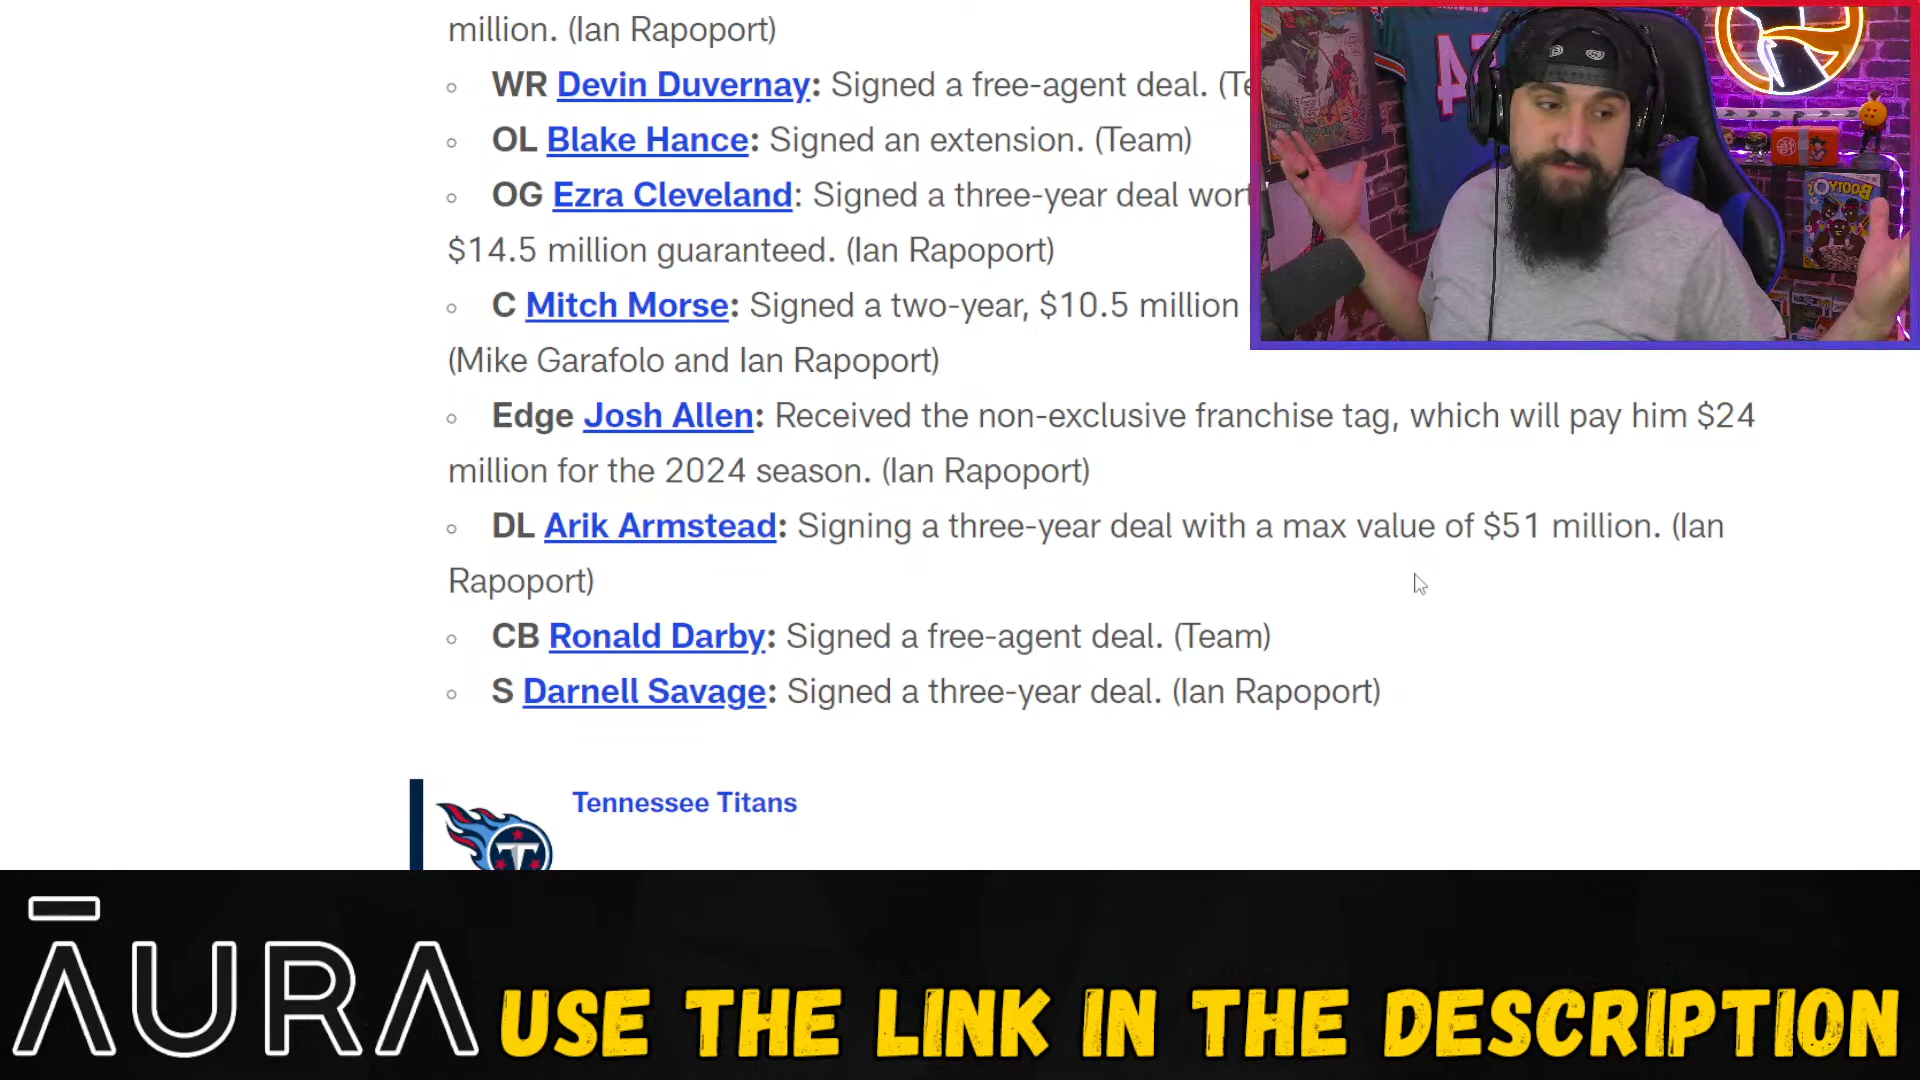 million. (Ian Rapoport)
WR Devin Duvernay: Signed a free-agent deal. (Te
OL Blake Hance: Signed an extension. (Team)
OG Ezra Cleveland: Signed a three-year deal wort
$14.5 million guaranteed. (Ian Rapoport)
C Mitch Morse: Signed a two-year, $10.5 million
(Mike Garafolo and Ian Rapoport)
Edge Josh Allen: Received the non-exclusive franchise tag, which will pay him $24
million for the 2024 season. (Ian Rapoport)
DL Arik Armstead: Signing a three-year deal with a max value of $51 million. (Ian
Rapoport)
CB Ronald Darby: Signed a free-agent deal. (Team)
S Darnell Savage: Signed a three-year deal. (Ian Rapoport)
Tennessee Titans
T
ĀURA USE THE LINK IN THE DESCRIPTION